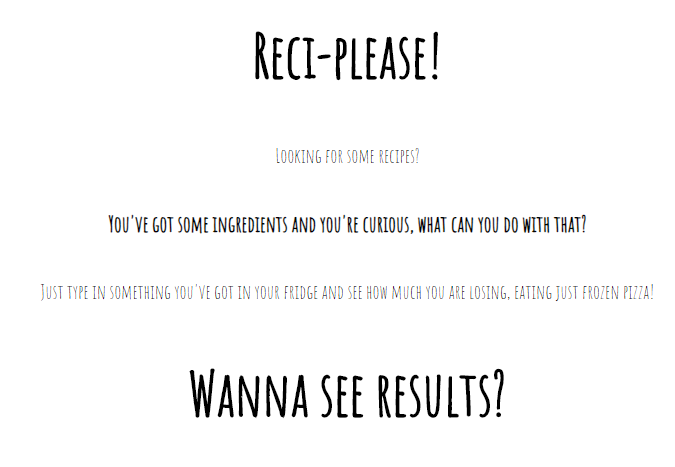 Reci-please!
Looking for some recipes?
You've got some ingredients and you're curious, what can you do with that?
Just type in something you've got in your fridge and see how much you are losing, eating just frozen pizza!
Wanna see results?